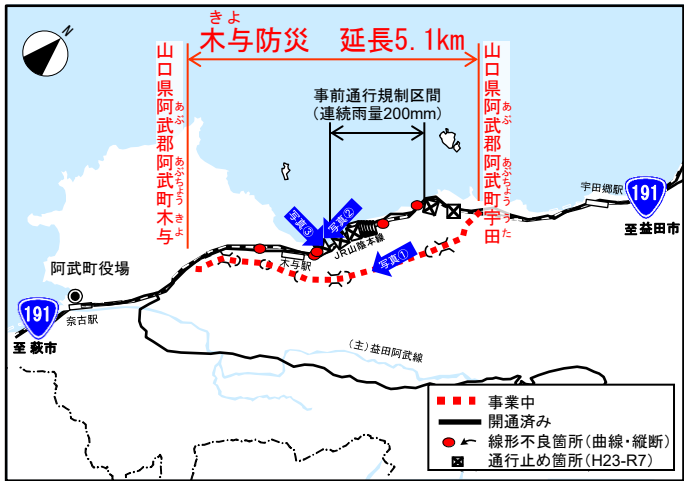 N
きよ
木与防災 延長5.1km
山口県阿武郡阿武町木与
あぶ
あぶちょう
きよ
事前通行規制区間
(連続雨量200mm)
山口県阿武郡阿武町宇田
あぶ
あぶちょう
うた
宇田郷駅
191
至 益田市
写真③
写真②
JR山陰本線
木与駅
写真①
阿武町役場
奈古駅
191
至 萩市
(主)益田阿武線
事業中
開通済み
線形不良箇所(曲線・縦断)
通行止め箇所(H23-R7)